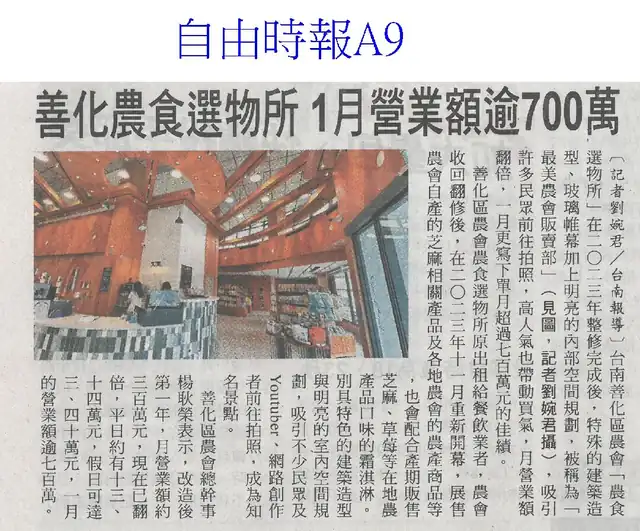 自由時報A9
善化農食選物所 1月營業額逾700萬
〔記者劉婉君╱台南報導〕台南善化區農會「農食
選物所」在二〇二三年整修完成後，特殊的建築造
型、玻璃帷幕加上明亮的內部空間規劃，被稱為「
最美農會販賣部」（見圖，記者劉婉君攝），吸引
許多民眾前往拍照，高人氣也帶動買氣，月營業額
翻倍，一月更寫下單月超過七百萬元的佳績。
善化區農會農食選物所原出租給餐飲業者，農會
收回翻修後，在二〇二三年十一月重新開幕，展售
農會自產的芝麻相關產品及各地農會的農產商品等
，也會配合產期販售
芝麻、草莓等在地農
產品口味的霜淇淋。
別具特色的建築造型
與明亮的室內空間規
劃，吸引不少民眾及
Youtuber、網路創作
者前往拍照，成為知
名景點。
善化區農會總幹事
楊耿榮表示，改造後
第一年，月營業額約
三百萬元，現在已翻
倍，平日約有十三、
十四萬元，假日可達
三、四十萬元，一月
的營業額逾七百萬。